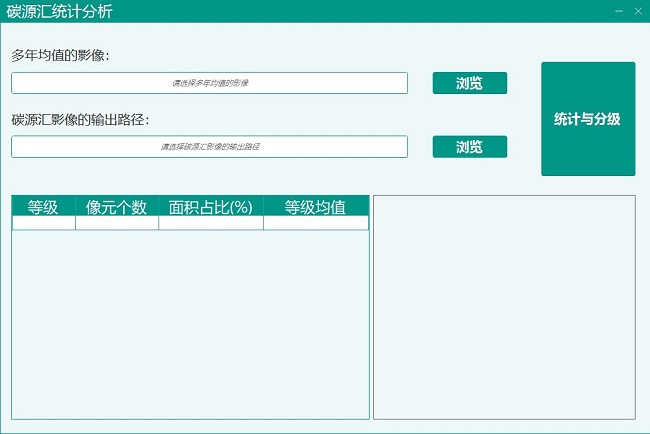 碳源汇统计分析
多年均值的影像：
请选择多年均值的影像
浏览
统计与分级
碳源汇影像的输出路径：
请选择碳源汇影像的输出路径
浏览
等级 像元个数 面积占比(%) 等级均值